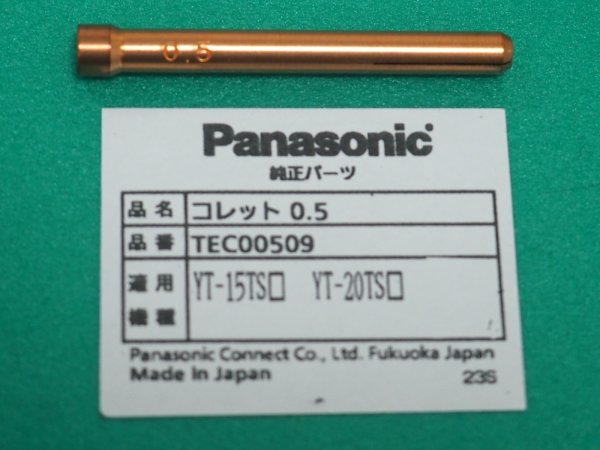 0.5
Panasonic
純正パーツ
品名 コレット 0.5
品番 TEC00509
適用 YT-15TS□ YT-20TS□
機種
Panasonic Connect Co., Ltd. Fukuoka Japan
Made In Japan 23S